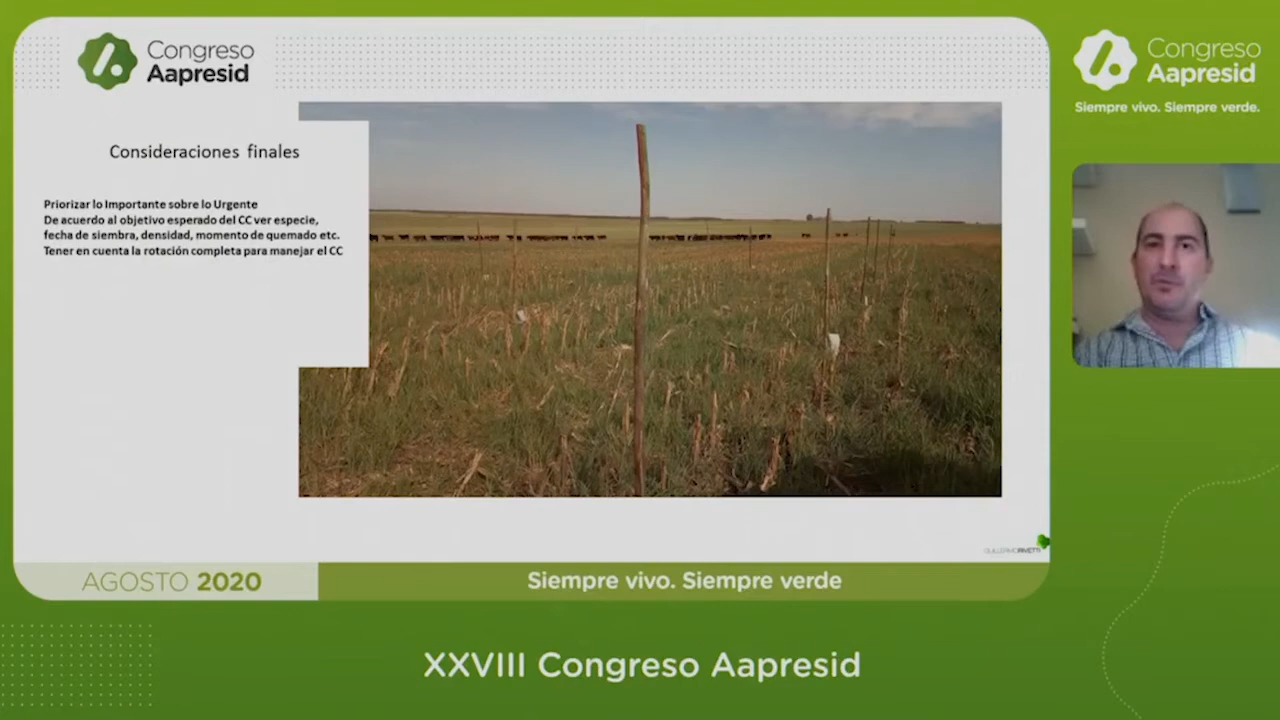 Congreso
Aapresid
Consideraciones finales
Priorizar lo Importante sobre lo Urgente
De acuerdo al objetivo esperado del CC ver especie,
fecha de siembra, densidad, momento de quemado etc.
Tener en cuenta la rotación completa para manejar el CC
GUILLERMORIVETTI
AGOSTO 2020
Siempre vivo. Siempre verde
Congreso
Aapresid
Siempre vivo. Siempre verde.
XXVIII Congreso Aapresid